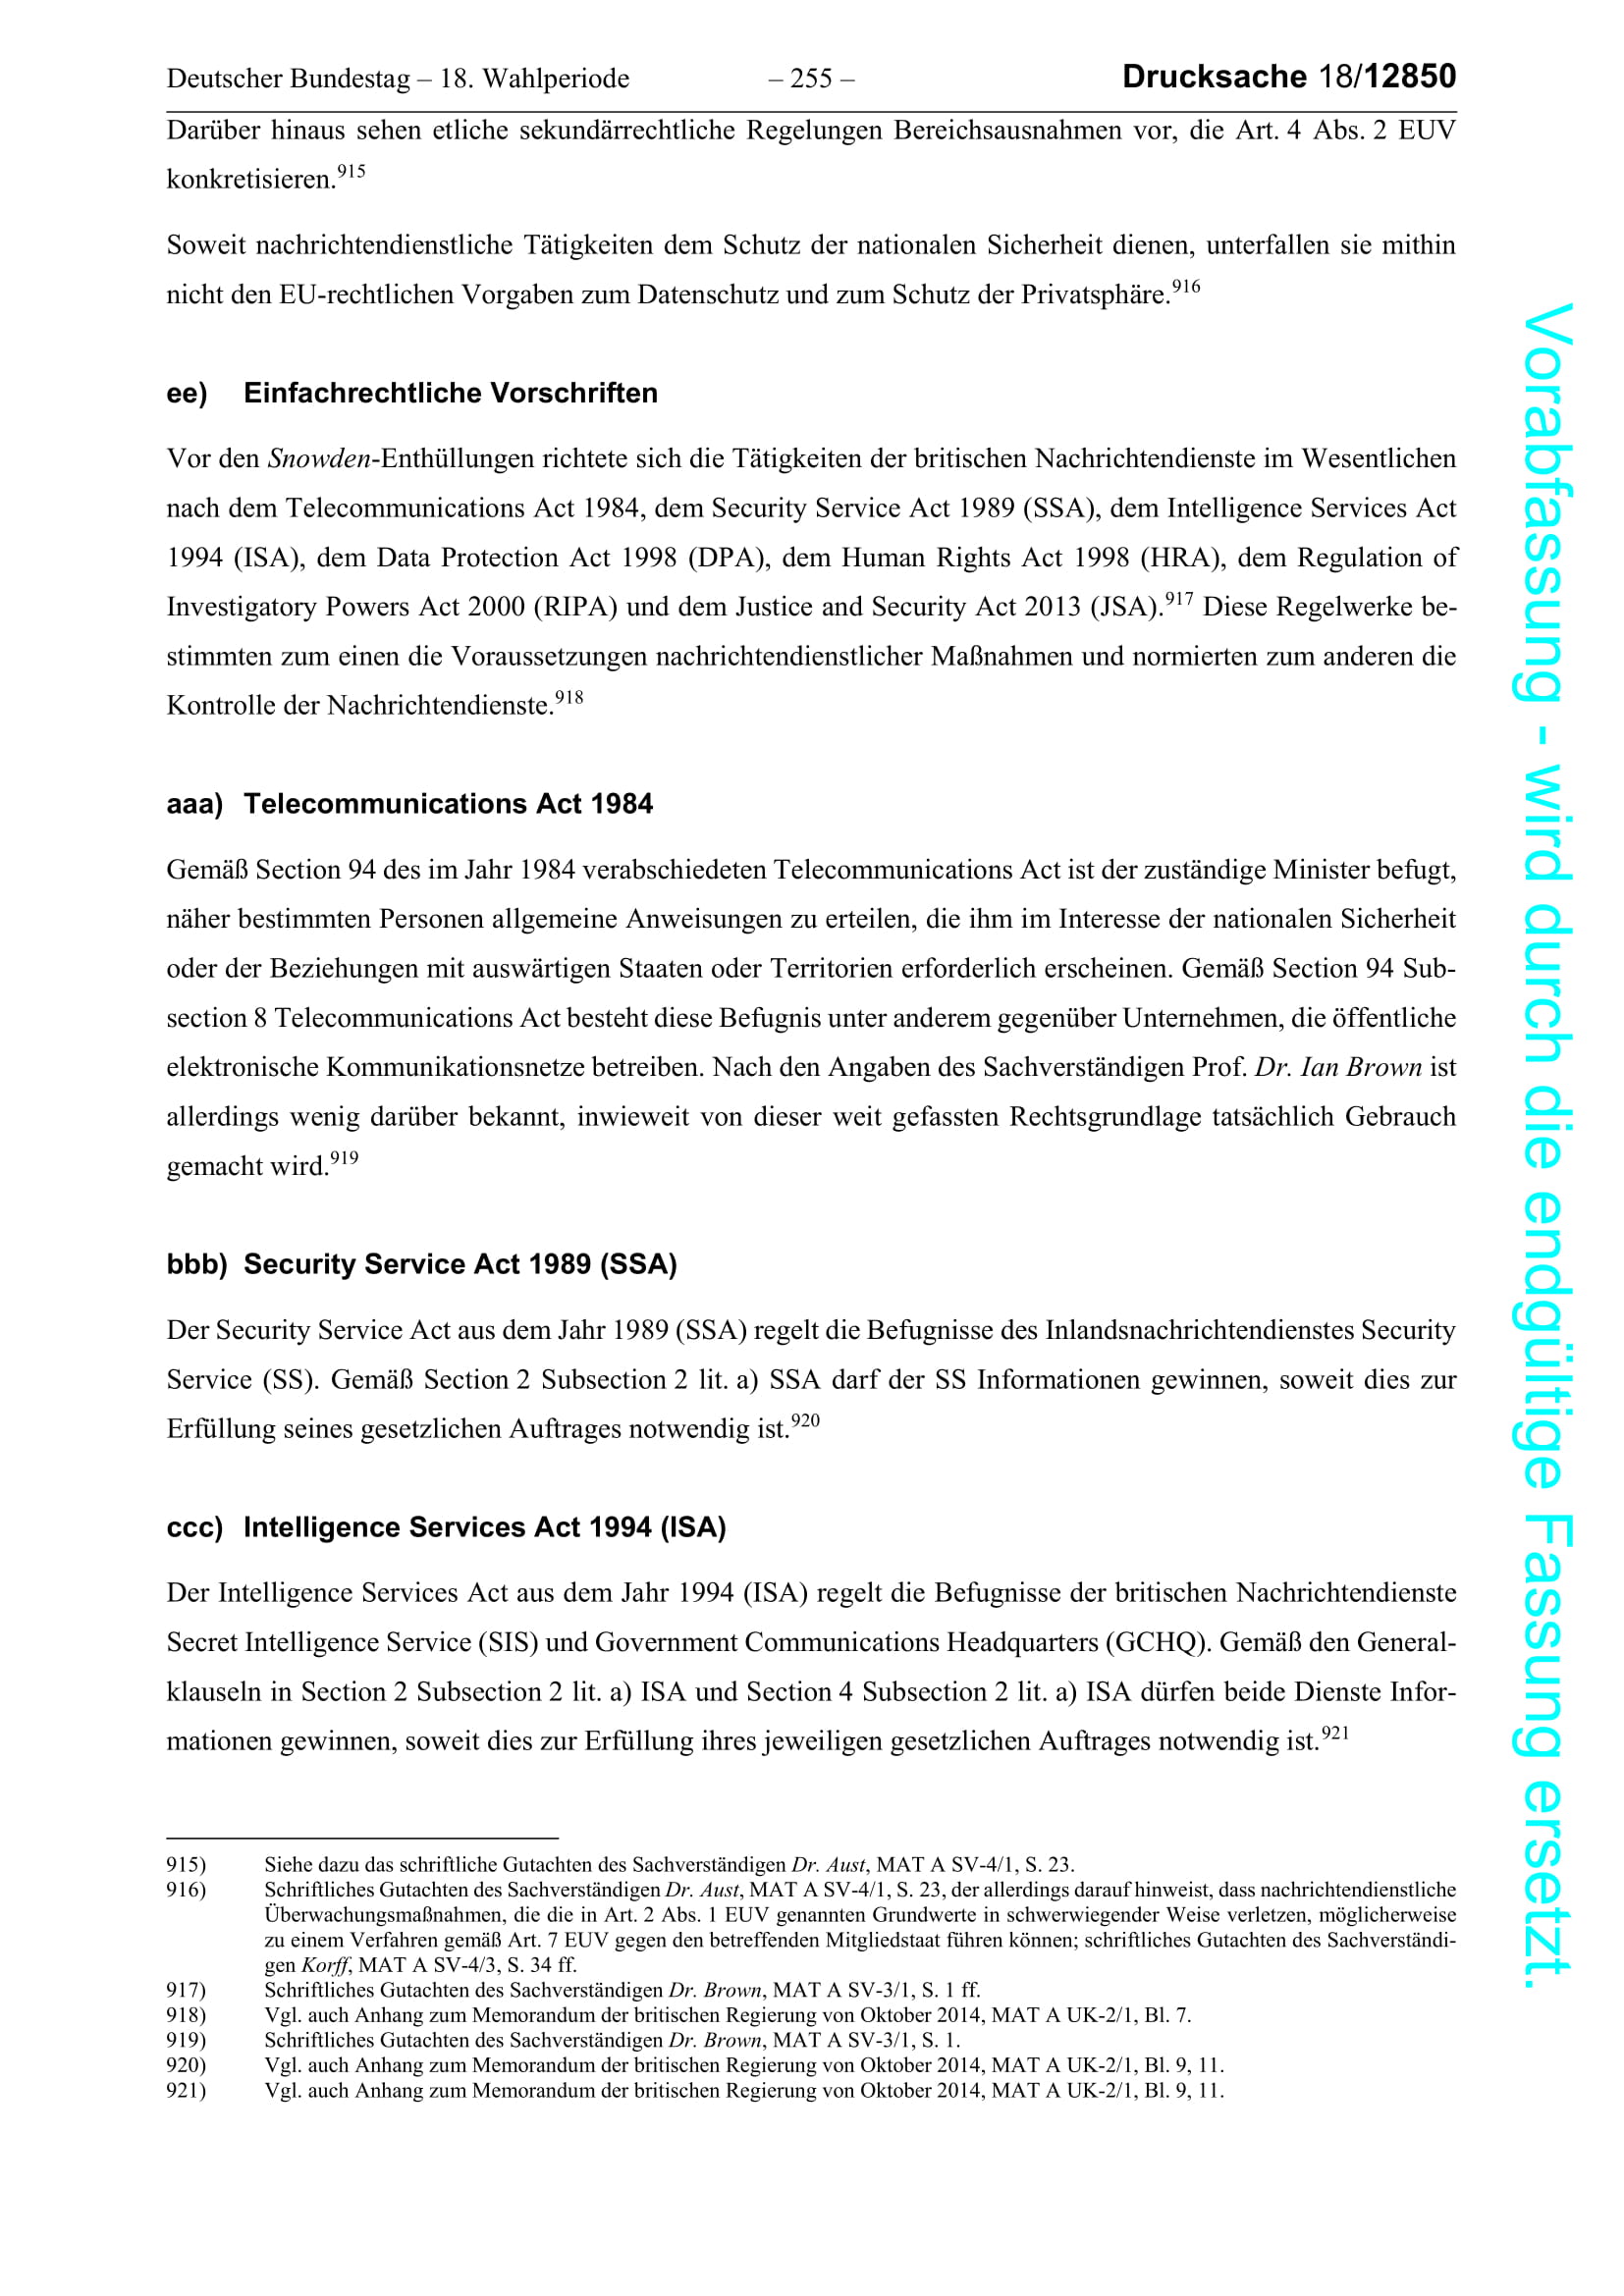 Deutscher Bundestag – 18. Wahlperiode – 255 – Drucksache 18/12850
Darüber hinaus sehen etliche sekundärrechtliche Regelungen Bereichsausnahmen vor, die Art. 4 Abs. 2 EUV
konkretisieren.915
Soweit nachrichtendienstliche Tätigkeiten dem Schutz der nationalen Sicherheit dienen, unterfallen sie mithin
nicht den EU-rechtlichen Vorgaben zum Datenschutz und zum Schutz der Privatsphäre.916
ee) Einfachrechtliche Vorschriften
Vor den Snowden-Enthüllungen richtete sich die Tätigkeiten der britischen Nachrichtendienste im Wesentlichen
nach dem Telecommunications Act 1984, dem Security Service Act 1989 (SSA), dem Intelligence Services Act
1994 (ISA), dem Data Protection Act 1998 (DPA), dem Human Rights Act 1998 (HRA), dem Regulation of
Investigatory Powers Act 2000 (RIPA) und dem Justice and Security Act 2013 (JSA).917 Diese Regelwerke be-
stimmten zum einen die Voraussetzungen nachrichtendienstlicher Maßnahmen und normierten zum anderen die
Kontrolle der Nachrichtendienste.918
aaa) Telecommunications Act 1984
Gemäß Section 94 des im Jahr 1984 verabschiedeten Telecommunications Act ist der zuständige Minister befugt,
näher bestimmten Personen allgemeine Anweisungen zu erteilen, die ihm im Interesse der nationalen Sicherheit
oder der Beziehungen mit auswärtigen Staaten oder Territorien erforderlich erscheinen. Gemäß Section 94 Sub-
section 8 Telecommunications Act besteht diese Befugnis unter anderem gegenüber Unternehmen, die öffentliche
elektronische Kommunikationsnetze betreiben. Nach den Angaben des Sachverständigen Prof. Dr. Ian Brown ist
allerdings wenig darüber bekannt, inwieweit von dieser weit gefassten Rechtsgrundlage tatsächlich Gebrauch
gemacht wird.919
bbb) Security Service Act 1989 (SSA)
Der Security Service Act aus dem Jahr 1989 (SSA) regelt die Befugnisse des Inlandsnachrichtendienstes Security
Service (SS). Gemäß Section 2 Subsection 2 lit. a) SSA darf der SS Informationen gewinnen, soweit dies zur
Erfüllung seines gesetzlichen Auftrages notwendig ist.920
ccc) Intelligence Services Act 1994 (ISA)
Der Intelligence Services Act aus dem Jahr 1994 (ISA) regelt die Befugnisse der britischen Nachrichtendienste
Secret Intelligence Service (SIS) und Government Communications Headquarters (GCHQ). Gemäß den General-
klauseln in Section 2 Subsection 2 lit. a) ISA und Section 4 Subsection 2 lit. a) ISA dürfen beide Dienste Infor-
mationen gewinnen, soweit dies zur Erfüllung ihres jeweiligen gesetzlichen Auftrages notwendig ist.921
915) Siehe dazu das schriftliche Gutachten des Sachverständigen Dr. Aust, MAT A SV-4/1, S. 23.
916) Schriftliches Gutachten des Sachverständigen Dr. Aust, MAT A SV-4/1, S. 23, der allerdings darauf hinweist, dass nachrichtendienstliche
Überwachungsmaßnahmen, die die in Art. 2 Abs. 1 EUV genannten Grundwerte in schwerwiegender Weise verletzen, möglicherweise
zu einem Verfahren gemäß Art. 7 EUV gegen den betreffenden Mitgliedstaat führen können; schriftliches Gutachten des Sachverständi-
gen Korff, MAT A SV-4/3, S. 34 ff.
917) Schriftliches Gutachten des Sachverständigen Dr. Brown, MAT A SV-3/1, S. 1 ff.
918) Vgl. auch Anhang zum Memorandum der britischen Regierung von Oktober 2014, MAT A UK-2/1, Bl. 7.
919) Schriftliches Gutachten des Sachverständigen Dr. Brown, MAT A SV-3/1, S. 1.
920) Vgl. auch Anhang zum Memorandum der britischen Regierung von Oktober 2014, MAT A UK-2/1, Bl. 9, 11.
921) Vgl. auch Anhang zum Memorandum der britischen Regierung von Oktober 2014, MAT A UK-2/1, Bl. 9, 11.
Vorabfassung - wird durch die endgültige Fassung ersetzt.